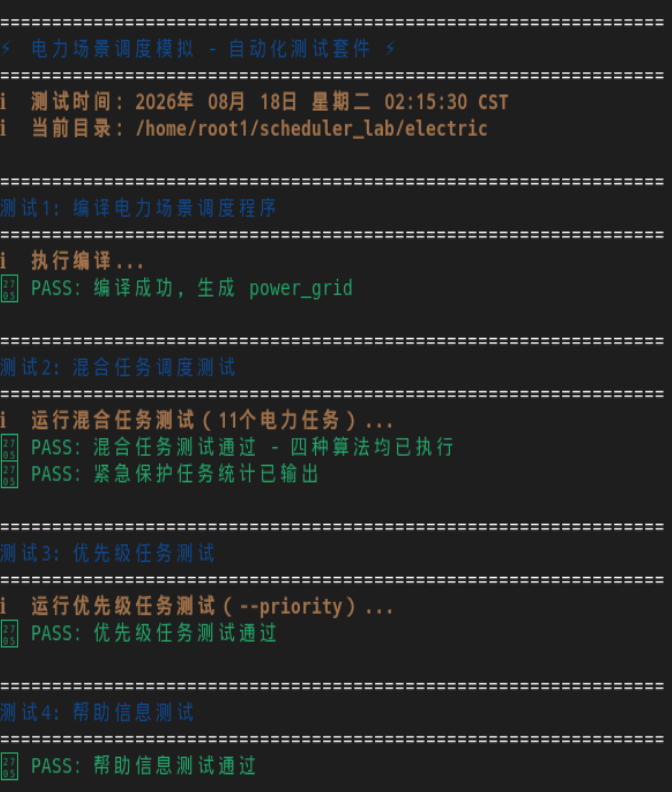 ================================================================
⚡ 电力场景调度模拟 - 自动化测试套件 ⚡
================================================================
i 测试时间: 2026年 08月 18日 星期二 02:15:30 CST
i 当前目录: /home/root1/scheduler_lab/electric
================================================================
测试1: 编译电力场景调度程序
================================================================
i 执行编译...
2705 PASS: 编译成功, 生成 power_grid
================================================================
测试2: 混合任务调度测试
================================================================
i 运行混合任务测试(11个电力任务)...
2705 PASS: 混合任务测试通过 - 四种算法均已执行
2705 PASS: 紧急保护任务统计已输出
================================================================
测试3: 优先级任务测试
================================================================
i 运行优先级任务测试(--priority)...
2705 PASS: 优先级任务测试通过
================================================================
测试4: 帮助信息测试
================================================================
2705 PASS: 帮助信息测试通过